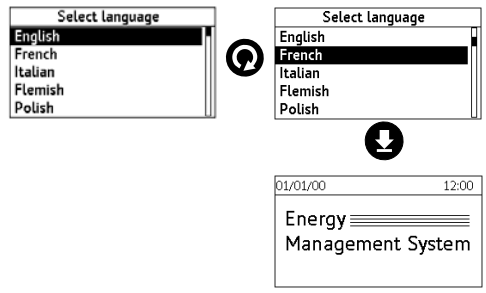 Select language
English
French
Italian
Flemish
Polish
Select language
English
French
Italian
Flemish
Polish
01/01/00 12:00
Energy
Management System